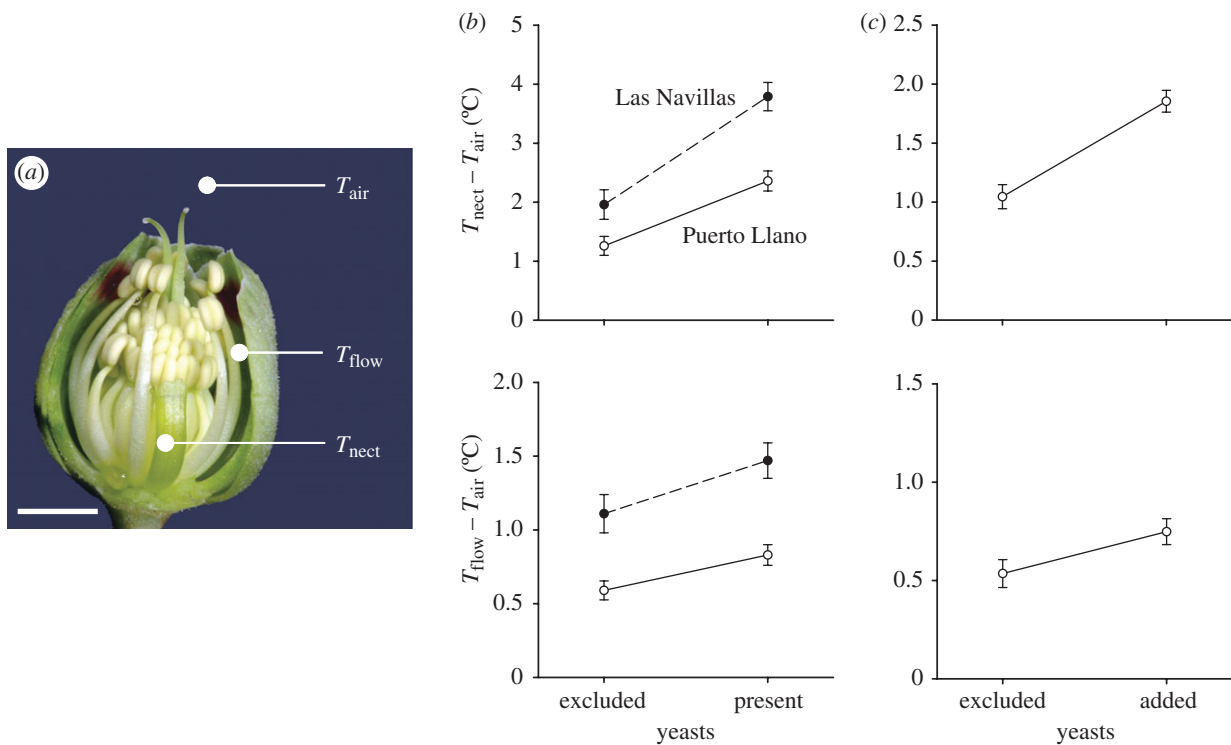 (a)
T_air
T_flow
T_nect
(b)
T_nect – T_air (ºC)
5
4
3
2
1
0
Las Navillas
Puerto Llano
T_flow – T_air (ºC)
2.0
1.5
1.0
0.5
0
excluded present
yeasts
(c)
2.5
2.0
1.5
1.0
0.5
0
1.5
1.0
0.5
0
excluded added
yeasts